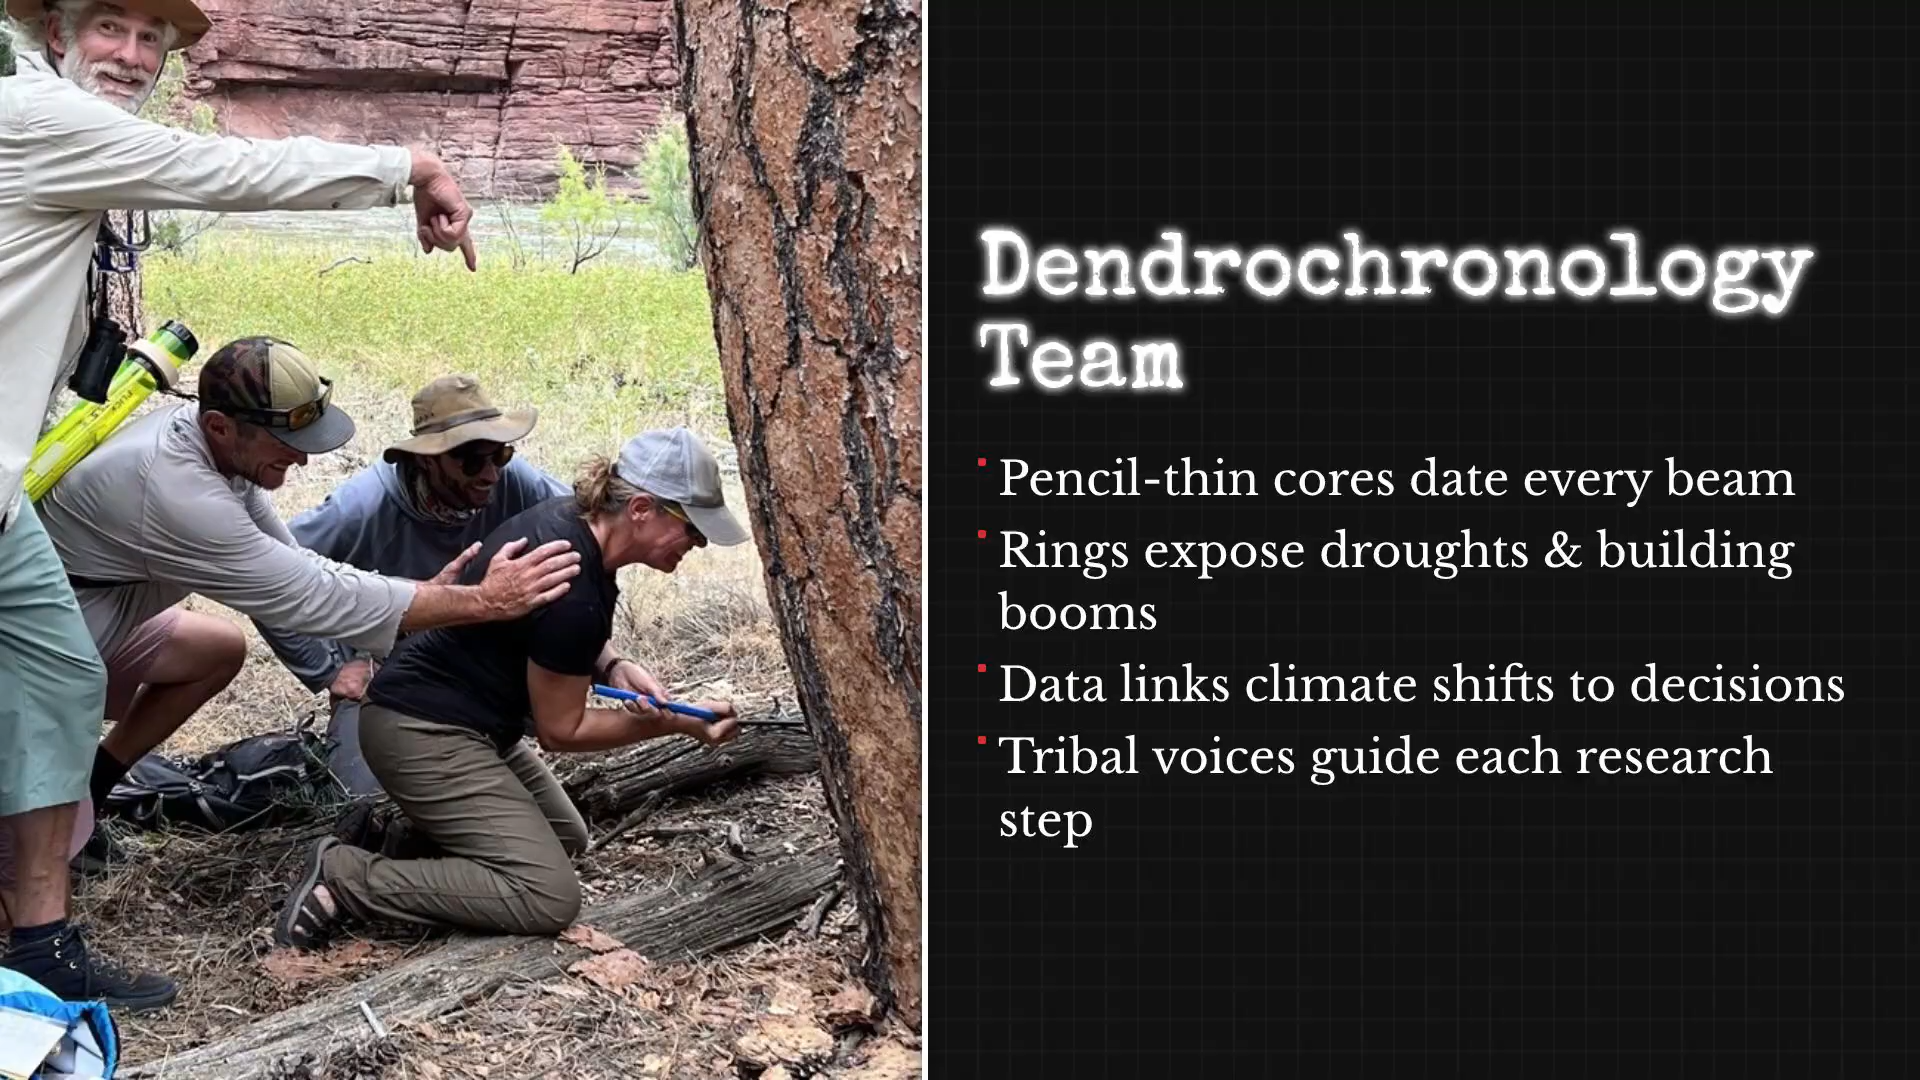 Dendrochronology
Team
Pencil-thin cores date every beam
Rings expose droughts & building
booms
Data links climate shifts to decisions
Tribal voices guide each research
step